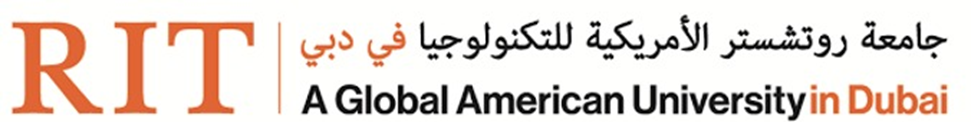 RIT
جامعة روتشستر الأمريكية للتكنولوجيا في دبي
A Global American University in Dubai